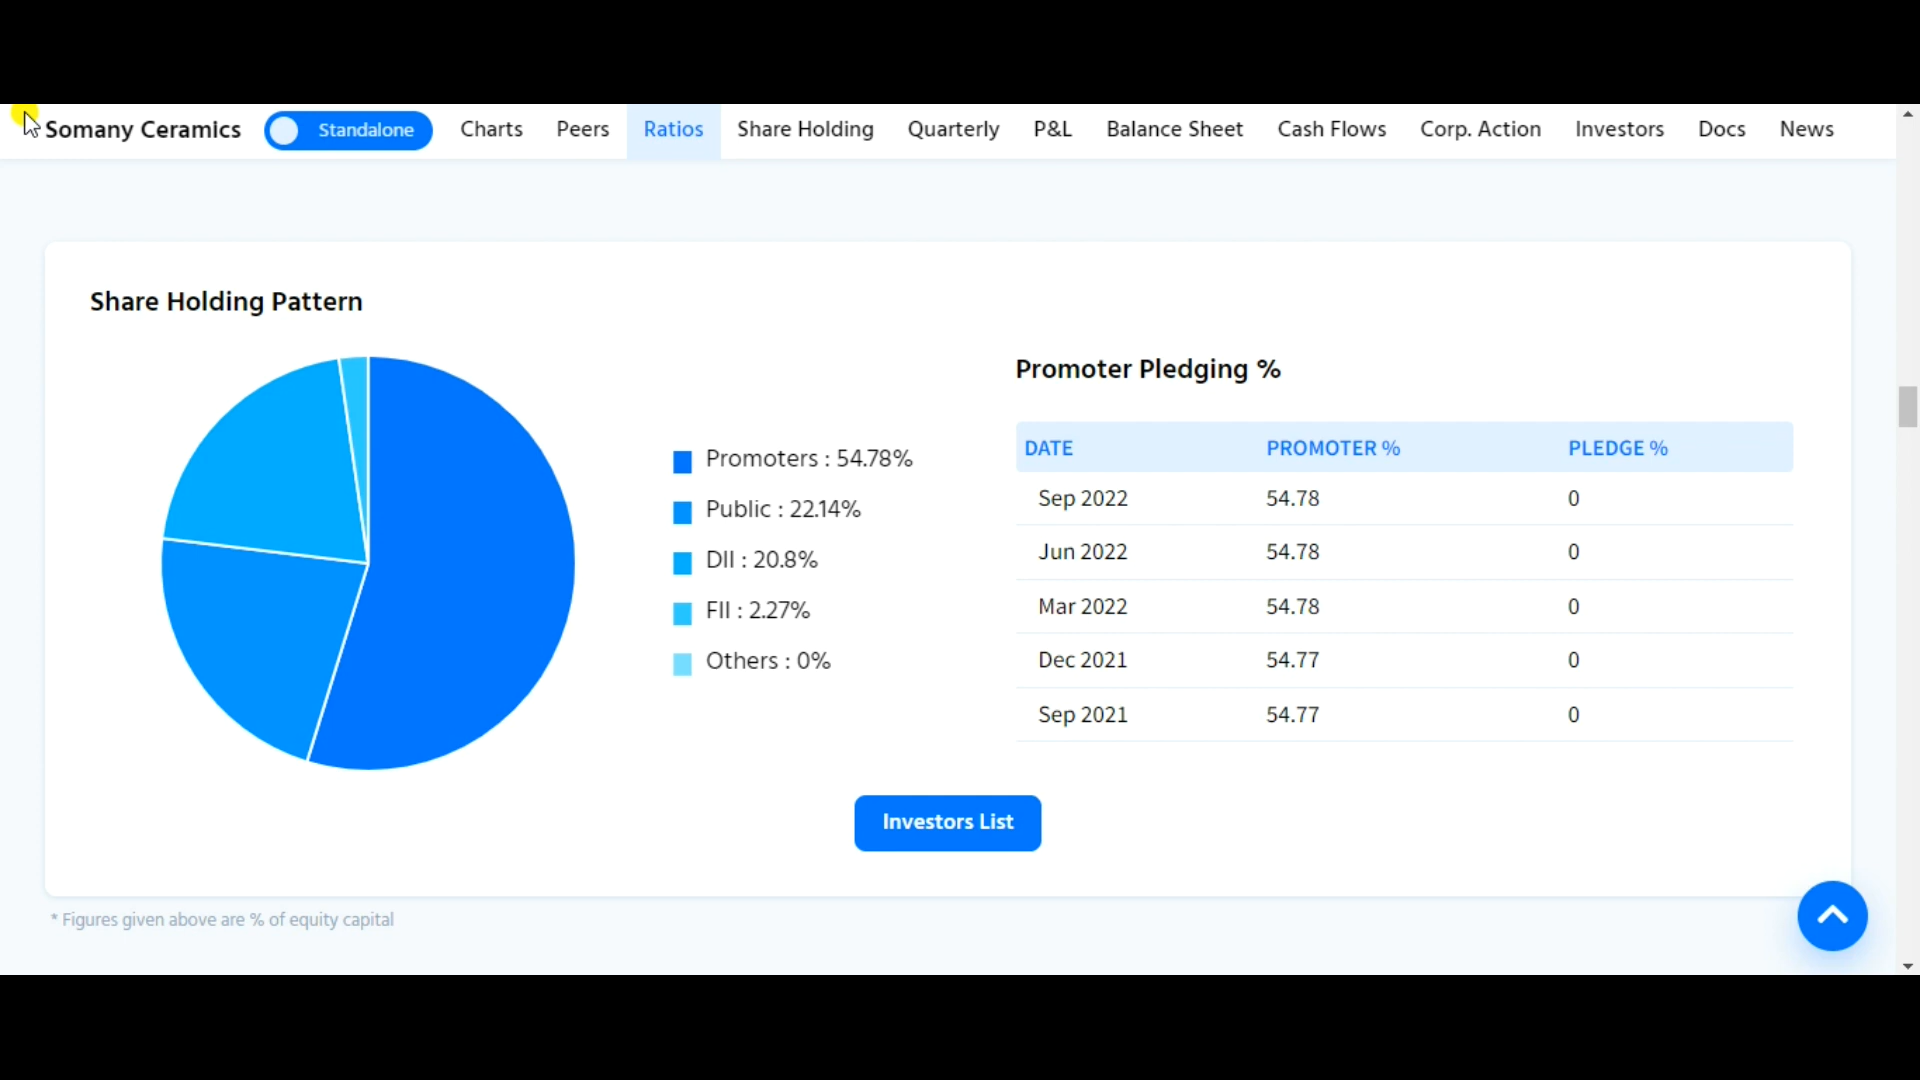 Somany Ceramics Standalone Charts Peers Ratios Share Holding Quarterly P&L Balance Sheet Cash Flows Corp. Action Investors Docs News
Share Holding Pattern
Promoters : 54.78%
Public : 22.14%
DII : 20.8%
FII : 2.27%
Others : 0%
Promoter Pledging %
DATE PROMOTER % PLEDGE %
Sep 2022 54.78 0
Jun 2022 54.78 0
Mar 2022 54.78 0
Dec 2021 54.77 0
Sep 2021 54.77 0
Investors List
* Figures given above are % of equity capital